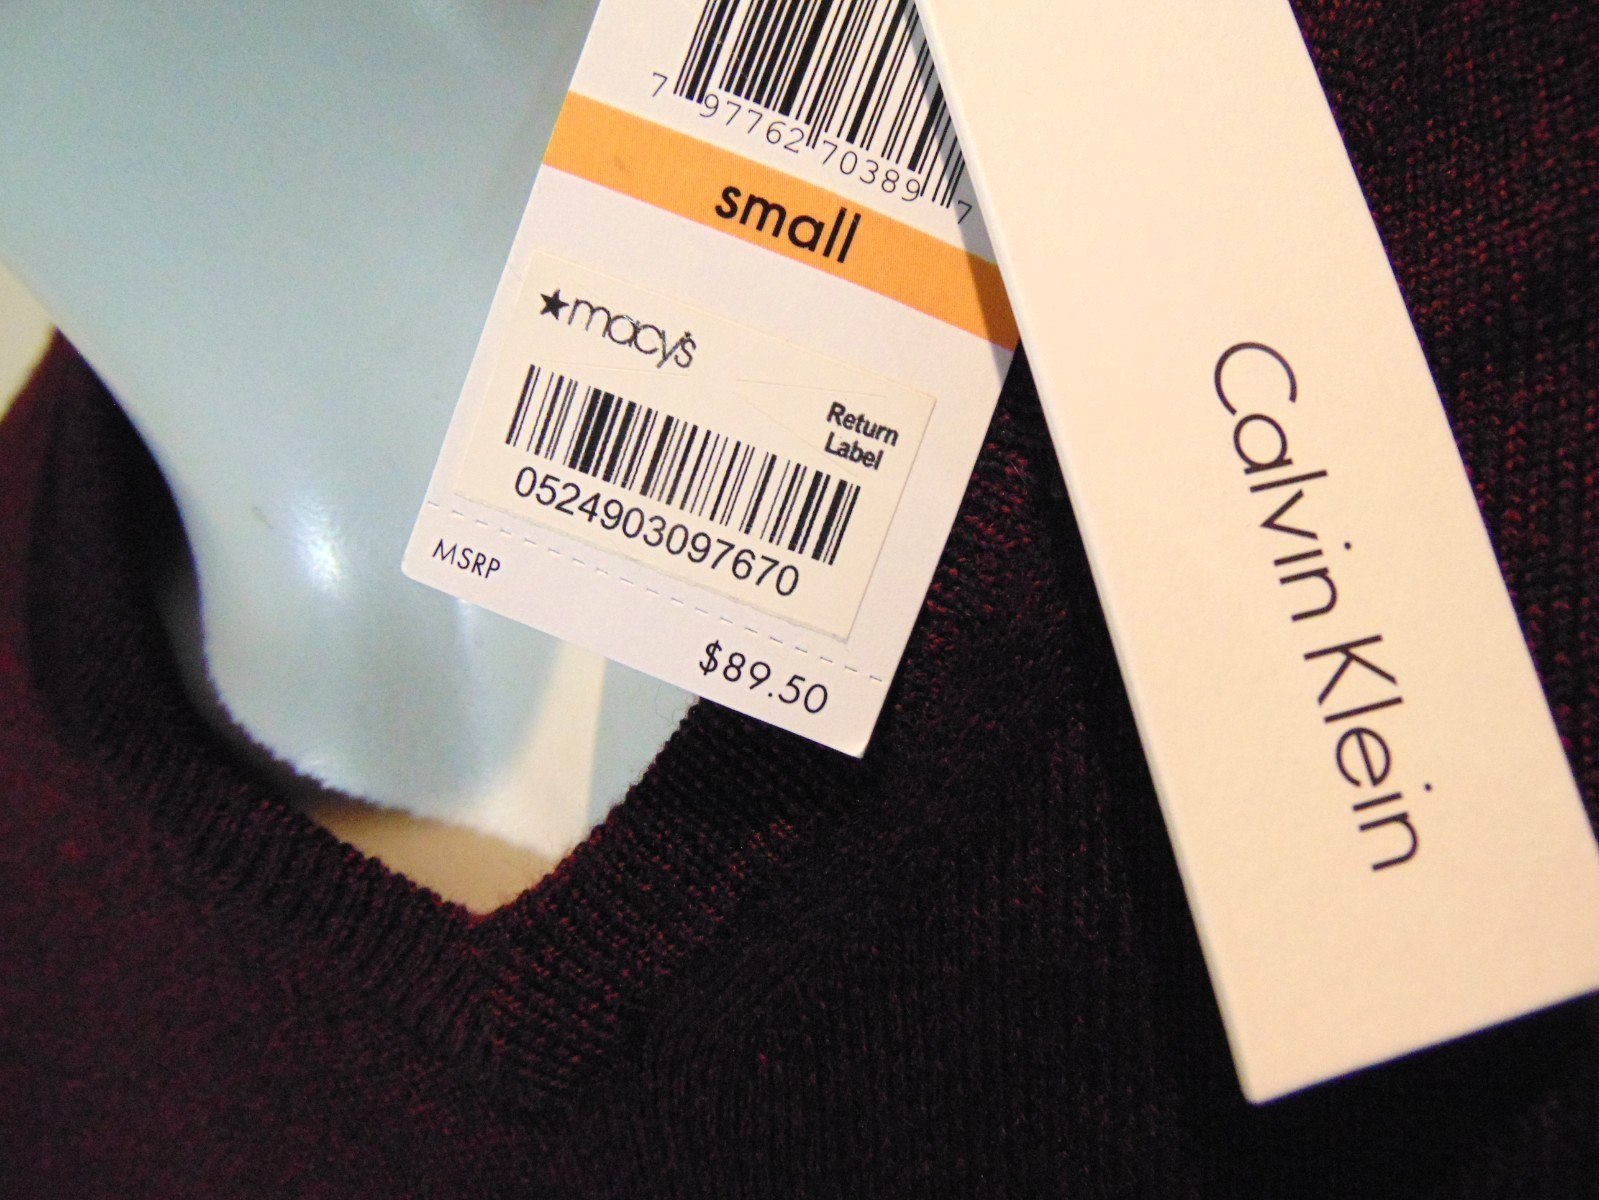 7 97762 70389 7
small
★macy's
Return
Label
0524903097670
MSRP
$89.50
Calvin Klein